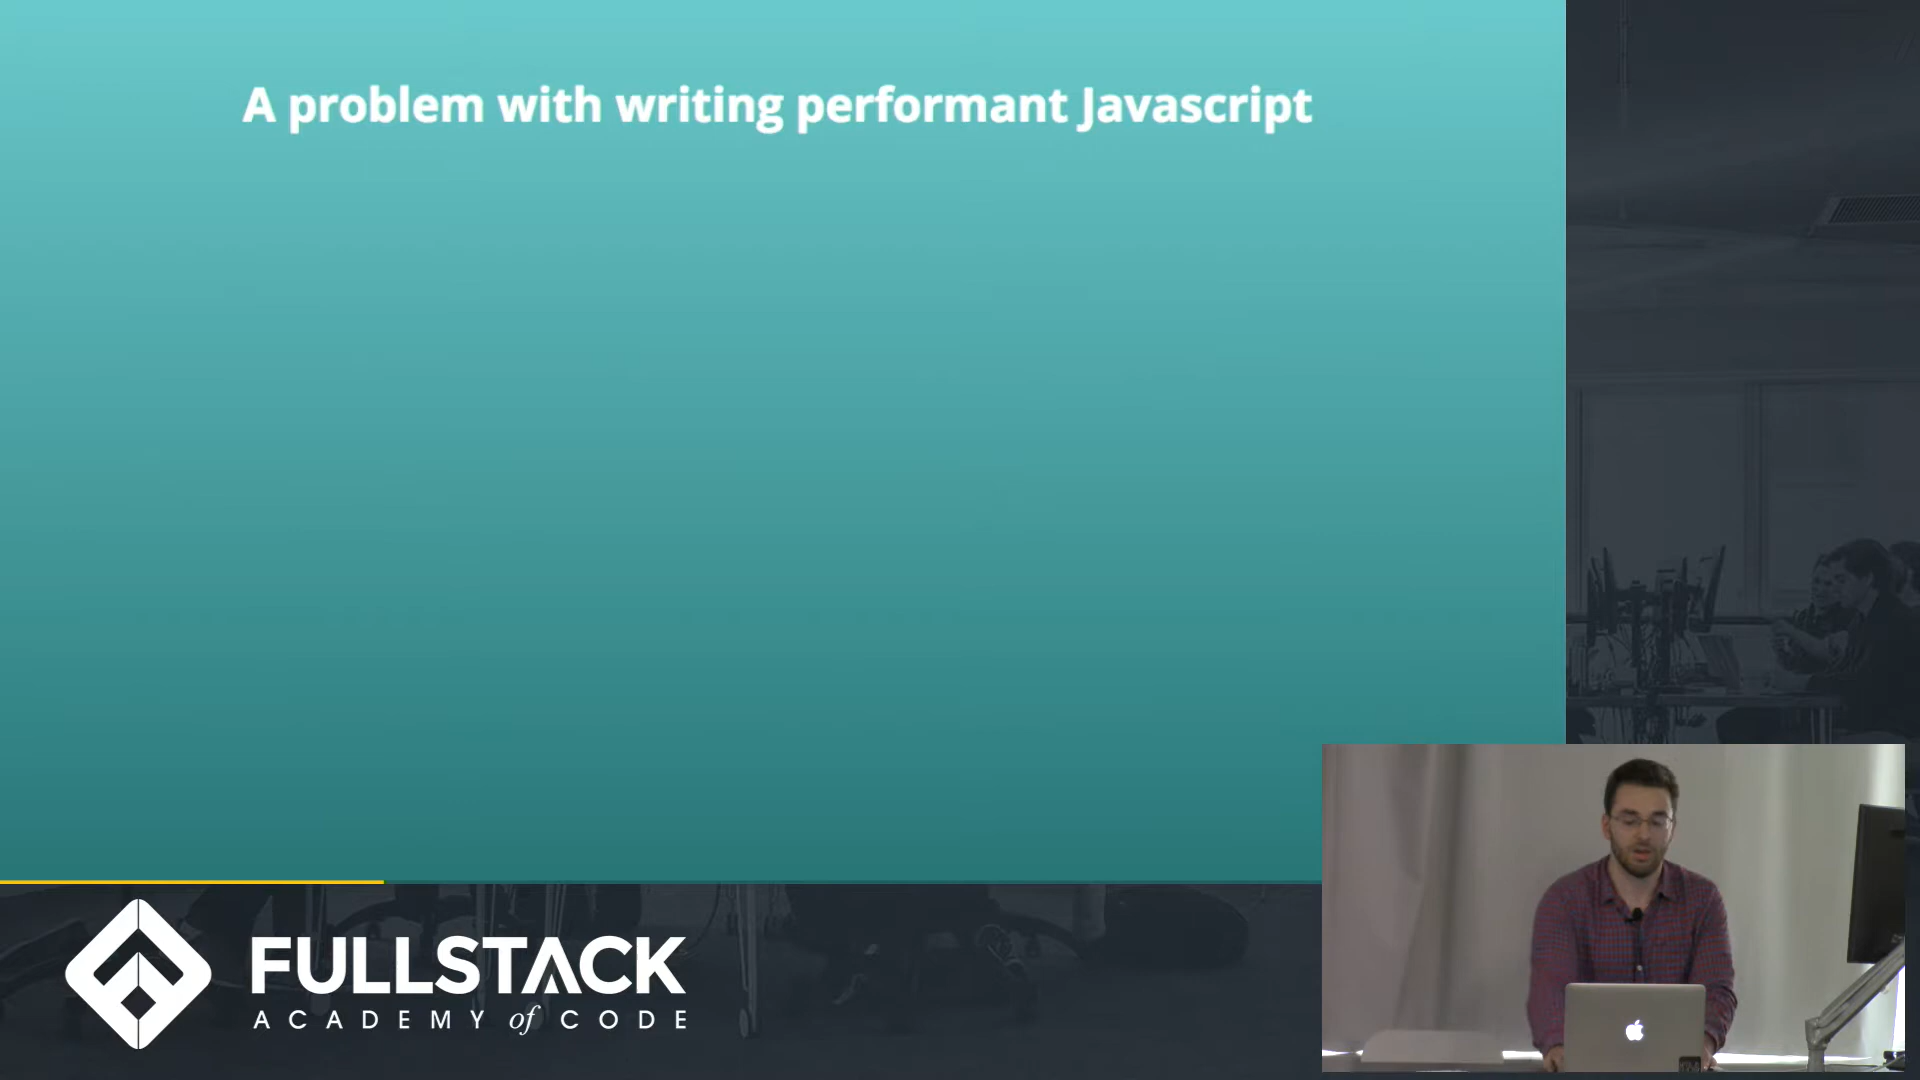 A problem with writing performant Javascript
FULLSTACK
ACADEMY of CODE